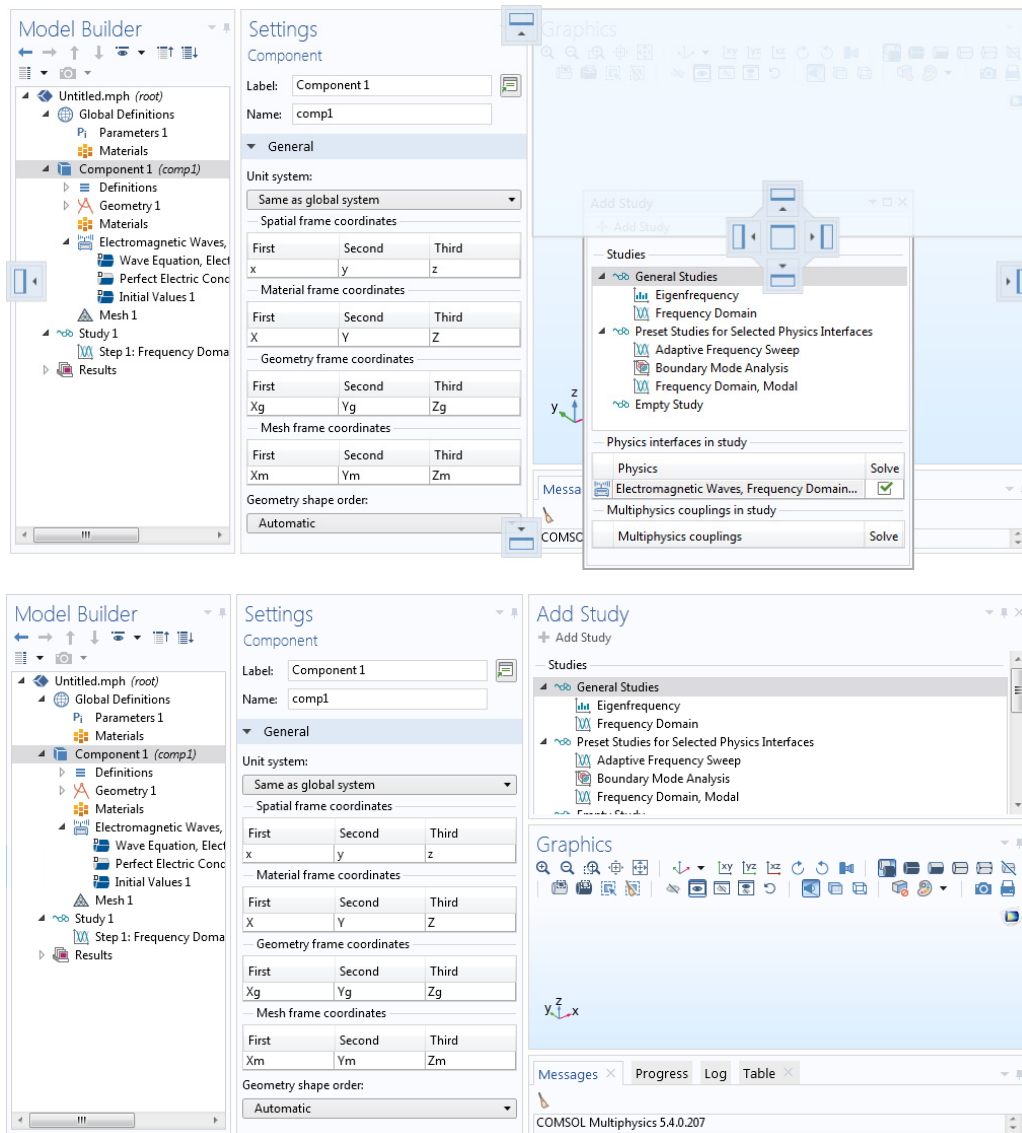 Model Builder
Untitled.mph (root)
Global Definitions
Pi Parameters 1
Materials
Component 1 (comp1)
Definitions
Geometry 1
Materials
Electromagnetic Waves,
Wave Equation, Elect
Perfect Electric Cond
Initial Values 1
Mesh 1
Study 1
Step 1: Frequency Doma
Results
Settings
Component
Label: Component 1
Name: comp1
General
Unit system:
Same as global system
Spatial frame coordinates
First Second Third
x y z
Material frame coordinates
First Second Third
X Y Z
Geometry frame coordinates
First Second Third
Xg Yg Zg
Mesh frame coordinates
First Second Third
Xm Ym Zm
Geometry shape order:
Automatic
Graphics
xy yz xz
z
y
Messa
COMSO
Add Study
+ Add Study
Studies
General Studies
Eigenfrequency
Frequency Domain
Preset Studies for Selected Physics Interfaces
Adaptive Frequency Sweep
Boundary Mode Analysis
Frequency Domain, Modal
Empty Study
Physics interfaces in study
Physics Solve
Electromagnetic Waves, Frequency Domain...
Multiphysics couplings in study
Multiphysics couplings Solve
Model Builder
Untitled.mph (root)
Global Definitions
Pi Parameters 1
Materials
Component 1 (comp1)
Definitions
Geometry 1
Materials
Electromagnetic Waves,
Wave Equation, Elect
Perfect Electric Cond
Initial Values 1
Mesh 1
Study 1
Step 1: Frequency Doma
Results
Settings
Component
Label: Component 1
Name: comp1
General
Unit system:
Same as global system
Spatial frame coordinates
First Second Third
x y z
Material frame coordinates
First Second Third
X Y Z
Geometry frame coordinates
First Second Third
Xg Yg Zg
Mesh frame coordinates
First Second Third
Xm Ym Zm
Geometry shape order:
Automatic
Add Study
+ Add Study
Studies
General Studies
Eigenfrequency
Frequency Domain
Preset Studies for Selected Physics Interfaces
Adaptive Frequency Sweep
Boundary Mode Analysis
Frequency Domain, Modal
Empty Study
Graphics
xy yz xz
z
y x
Messages Progress Log Table
COMSOL Multiphysics 5.4.0.207